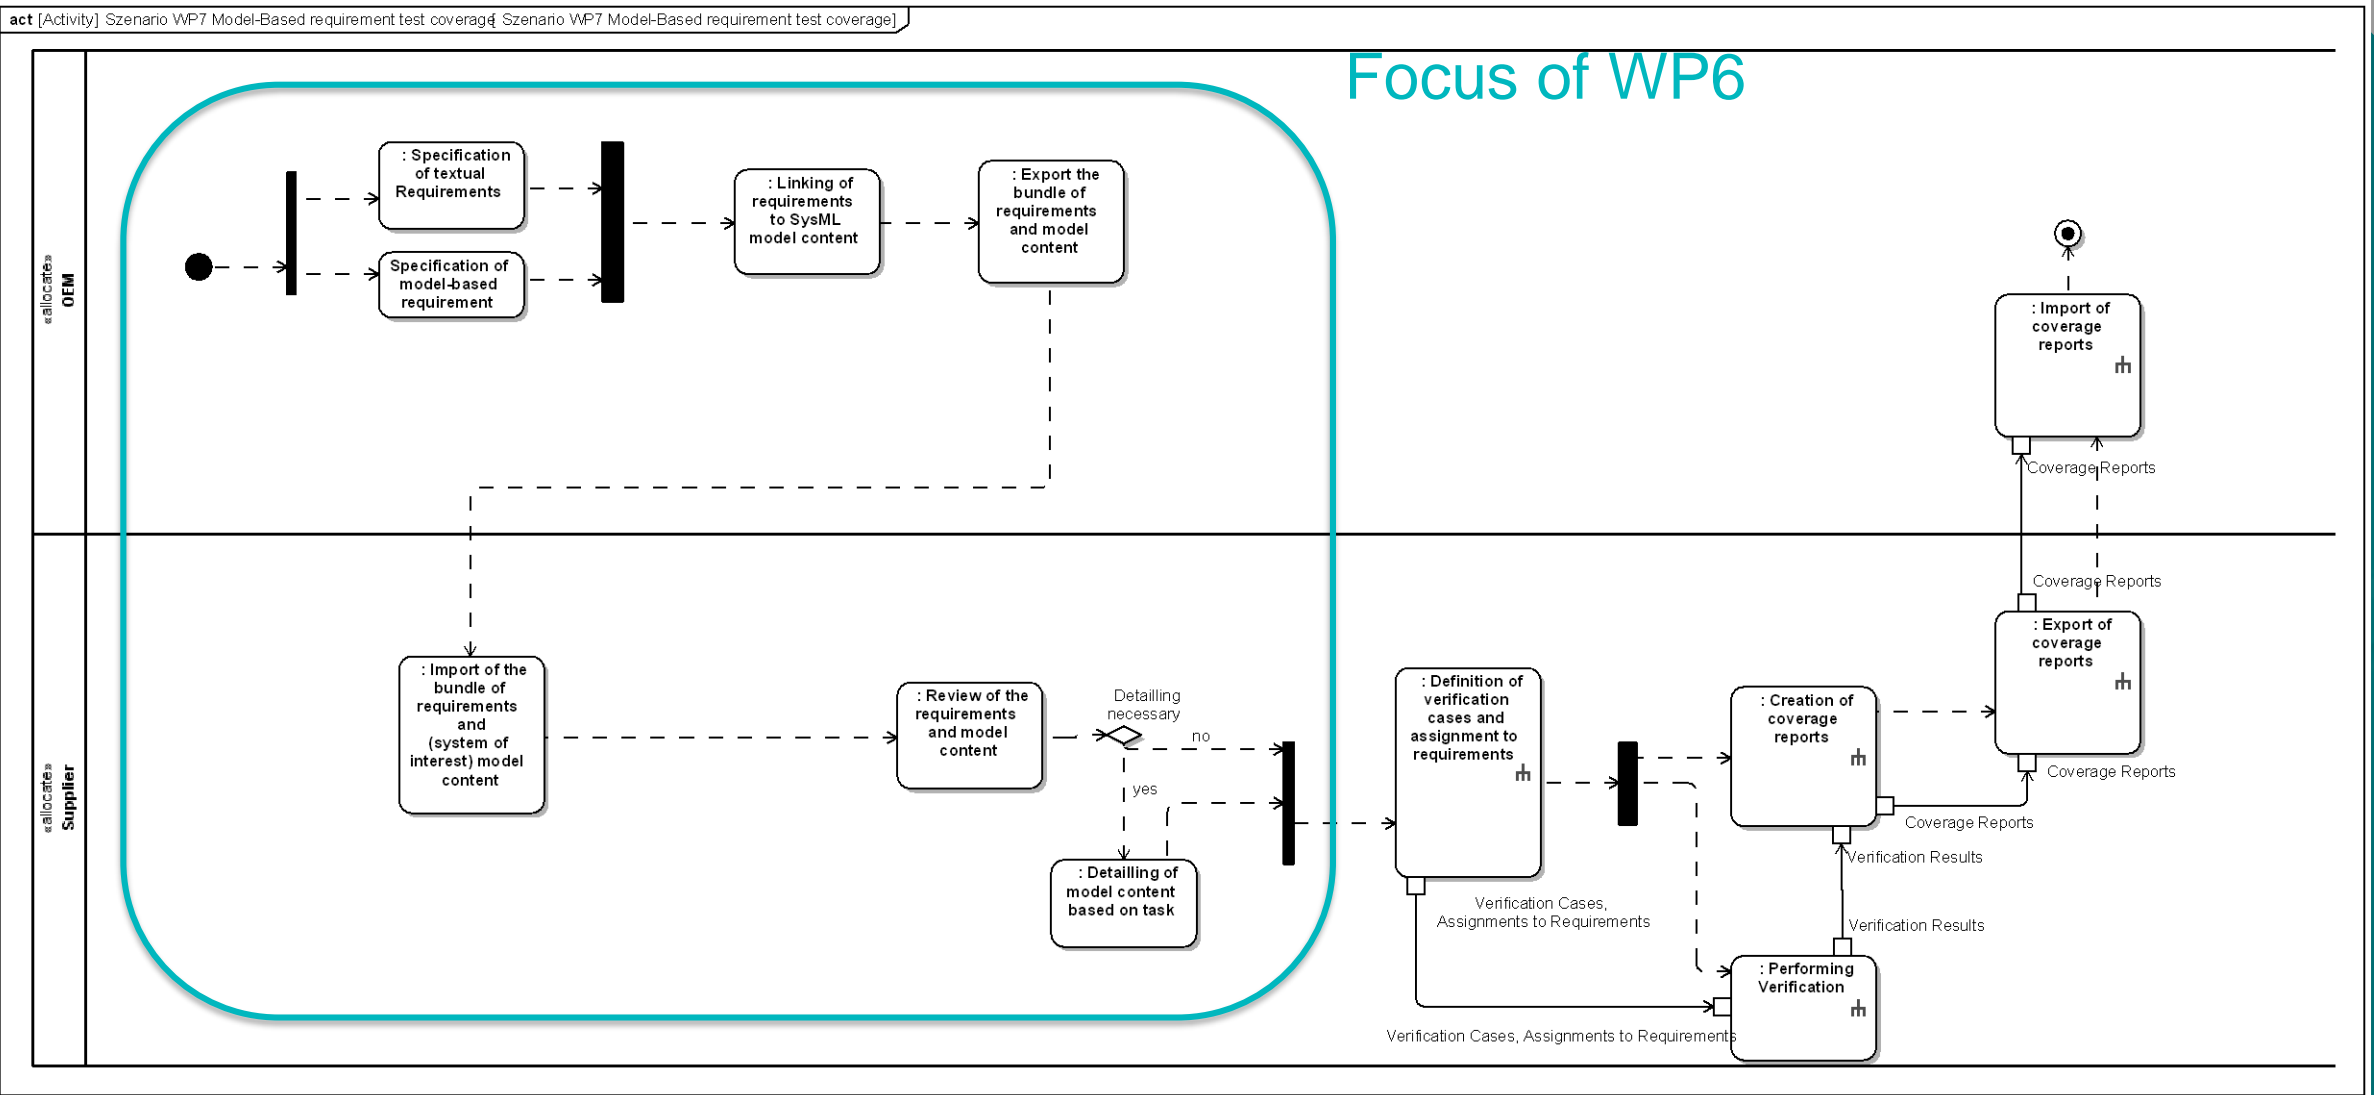 act [Activity] Szenario WP7 Model-Based requirement test coverage[ Szenario WP7 Model-Based requirement test coverage]
Focus of WP6
«allocate»
OEM
: Specification
of textual
Requirements
Specification of
model-based
requirement
: Linking of
requirements
to SysML
model content
: Export the
bundle of
requirements
and model
content
: Import of
coverage
reports
Coverage Reports
«allocate»
Supplier
: Import of the
bundle of
requirements
and
(system of
interest) model
content
: Review of the
requirements
and model
content
Detailling
necessary
no
yes
: Detailling of
model content
based on task
: Definition of
verification
cases and
assignment to
requirements
Verification Cases,
Assignments to Requirements
Verification Cases, Assignments to Requirements
: Creation of
coverage
reports
Coverage Reports
Verification Results
Verification Results
: Performing
Verification
Coverage Reports
: Export of
coverage
reports
Coverage Reports